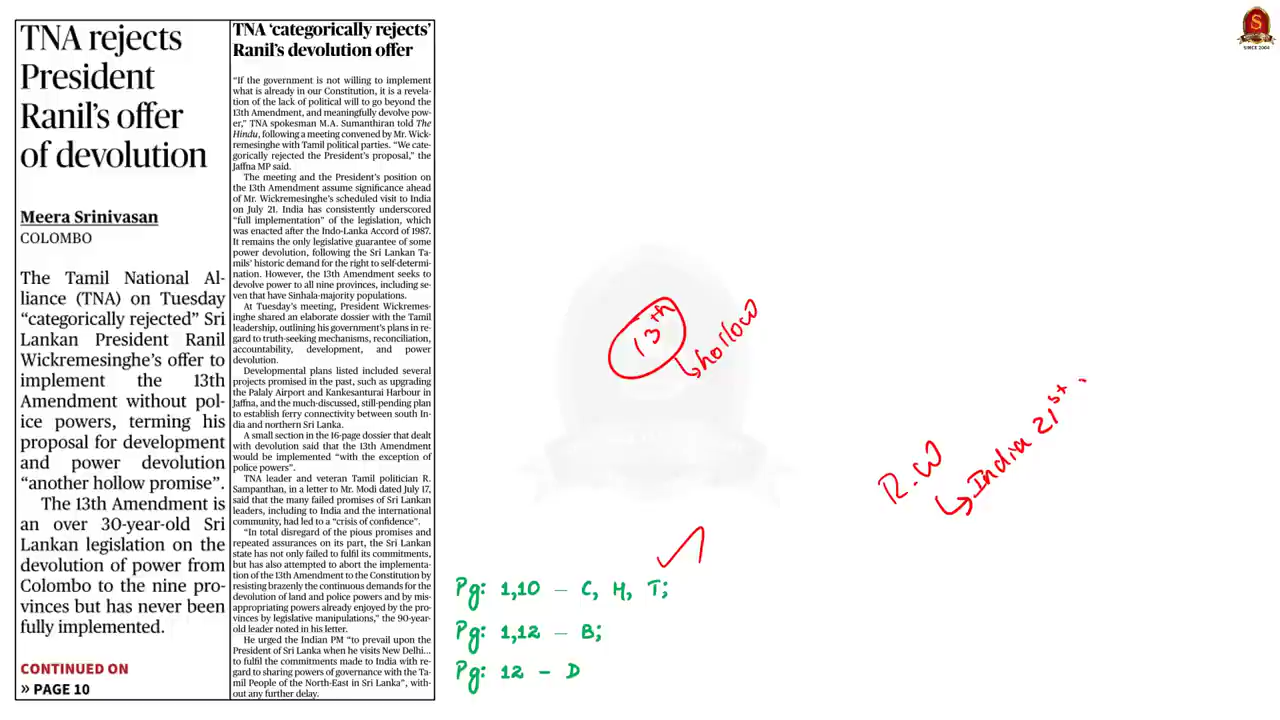 TNA rejects
President
Ranil's offer
of devolution
Meera Srinivasan
COLOMBO
The Tamil National Al-
liance (TNA) on Tuesday
“categorically rejected” Sri
Lankan President Ranil
Wickremesinghe's offer to
implement the 13th
Amendment without pol-
ice powers, terming his
proposal for development
and power devolution
“another hollow promise”.
The 13th Amendment is
an over 30-year-old Sri
Lankan legislation on the
devolution of power from
Colombo to the nine pro-
vinces but has never been
fully implemented.
CONTINUED ON
» PAGE 10
TNA ‘categorically rejects’
Ranil's devolution offer
“If the government is not willing to implement
what is already in our Constitution, it is a revela-
tion of the lack of political will to go beyond the
13th Amendment, and meaningfully devolve pow-
er,” TNA spokesman M.A. Sumanthiran told The
Hindu, following a meeting convened by Mr. Wick-
remesinghe with Tamil political parties. “We cate-
gorically rejected the President's proposal,” the
Jaffna MP said.
The meeting and the President's position on
the 13th Amendment assume significance ahead
of Mr. Wickremesinghe's scheduled visit to India
on July 21. India has consistently underscored
“full implementation” of the legislation, which
was enacted after the Indo-Lanka Accord of 1987.
It remains the only legislative guarantee of some
power devolution, following the Sri Lankan Ta-
mils' historic demand for the right to self-determi-
nation. However, the 13th Amendment seeks to
devolve power to all nine provinces, including se-
ven that have Sinhala-majority populations.
At Tuesday's meeting, President Wickremes-
inghe shared an elaborate dossier with the Tamil
leadership, outlining his government's plans in re-
gard to truth-seeking mechanisms, reconciliation,
accountability, development, and power
devolution.
Developmental plans listed included several
projects promised in the past, such as upgrading
the Palaly Airport and Kankesanturai Harbour in
Jaffna, and the much-discussed, still-pending plan
to establish ferry connectivity between south In-
dia and northern Sri Lanka.
A small section in the 16-page dossier that dealt
with devolution said that the 13th Amendment
would be implemented “with the exception of
police powers”.
TNA leader and veteran Tamil politician R.
Sampanthan, in a letter to Mr. Modi dated July 17,
said that the many failed promises of Sri Lankan
leaders, including to India and the international
community, had led to a “crisis of confidence”.
“In total disregard of the pious promises and
repeated assurances on its part, the Sri Lankan
state has not only failed to fulfil its commitments,
but has also attempted to abort the implementa-
tion of the 13th Amendment to the Constitution by
resisting brazenly the continuous demands for the
devolution of land and police powers and by mis-
appropriating powers already enjoyed by the pro-
vinces by legislative manipulations,” the 90-year-
old leader noted in his letter.
He urged the Indian PM “to prevail upon the
President of Sri Lanka when he visits New Delhi...
to fulfil the commitments made to India with re-
gard to sharing powers of governance with the Ta-
mil People of the North-East in Sri Lanka”, with-
out any further delay.
13th
hollow
R.W
India 21st.
Pg: 1,10 – C, H, T;
Pg: 1,12 – B;
Pg: 12 – D
S
SINCE 2004